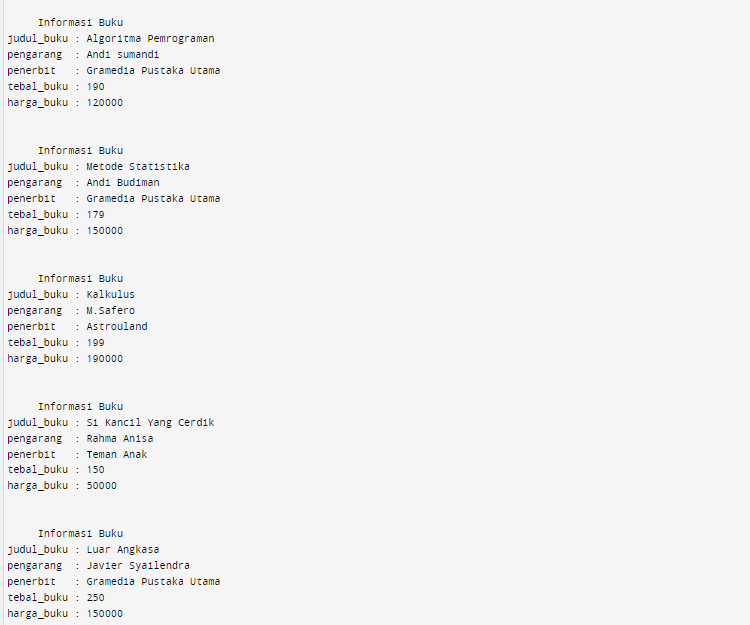 Informasi Buku
judul_buku : Algoritma Pemrograman
pengarang  : Andi sumandi
penerbit   : Gramedia Pustaka Utama
tebal_buku : 190
harga_buku : 120000
Informasi Buku
judul_buku : Metode Statistika
pengarang  : Andi Budiman
penerbit   : Gramedia Pustaka Utama
tebal_buku : 179
harga_buku : 150000
Informasi Buku
judul_buku : Kalkulus
pengarang  : M.Safero
penerbit   : Astrouland
tebal_buku : 199
harga_buku : 190000
Informasi Buku
judul_buku : Si Kancil Yang Cerdik
pengarang  : Rahma Anisa
penerbit   : Teman Anak
tebal_buku : 150
harga_buku : 50000
Informasi Buku
judul_buku : Luar Angkasa
pengarang  : Javier Syailendra
penerbit   : Gramedia Pustaka Utama
tebal_buku : 250
harga_buku : 150000